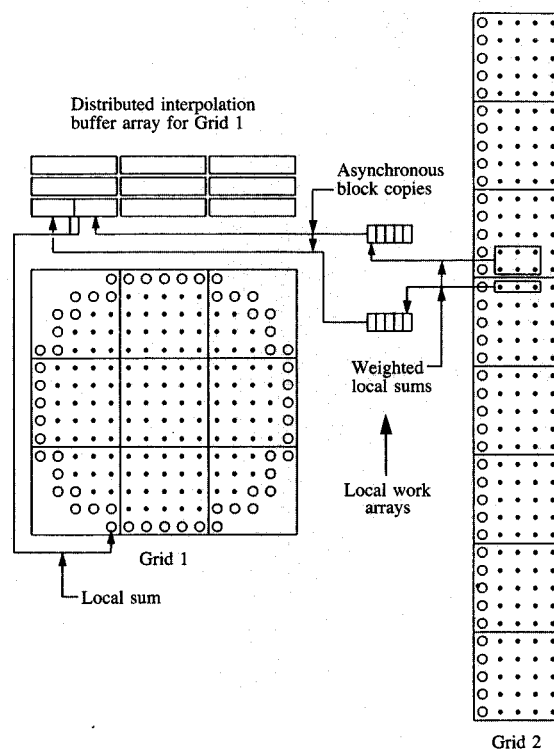 Distributed interpolation
buffer array for Grid 1
Asynchronous
block copies
Weighted
local sums
Local work
arrays
Grid 1
Local sum
Grid 2